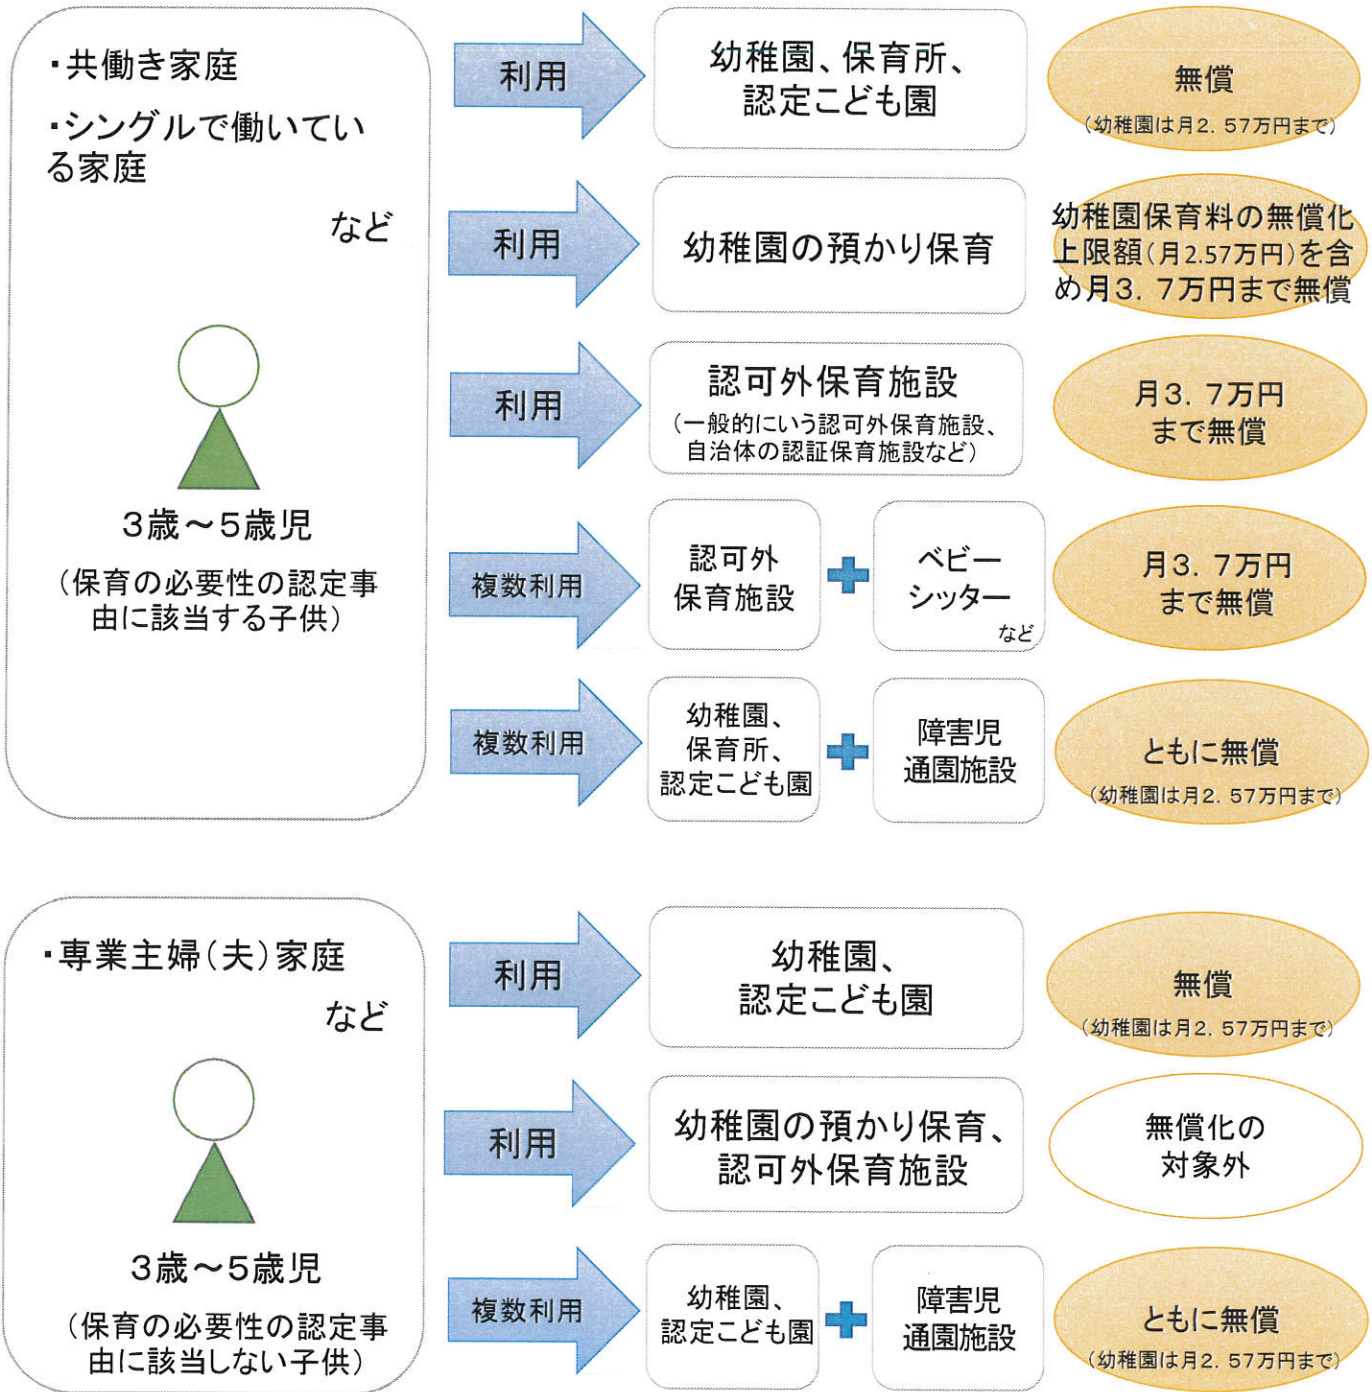 ・共働き家庭
・シングルで働いてい
る家庭
など
3歳～5歳児
（保育の必要性の認定事
由に該当する子供）
利用
幼稚園、保育所、
認定こども園
無償
（幼稚園は月2．57万円まで）
利用
幼稚園の預かり保育
幼稚園保育料の無償化
上限額（月2.57万円）を含
め月3．7万円まで無償
利用
認可外保育施設
（一般的にいう認可外保育施設、
自治体の認証保育施設など）
月3．7万円
まで無償
複数利用
認可外
保育施設
ベビー
シッター
など
月3．7万円
まで無償
複数利用
幼稚園、
保育所、
認定こども園
障害児
通園施設
ともに無償
（幼稚園は月2．57万円まで）
・専業主婦（夫）家庭
など
3歳～5歳児
（保育の必要性の認定事
由に該当しない子供）
利用
幼稚園、
認定こども園
無償
（幼稚園は月2．57万円まで）
利用
幼稚園の預かり保育、
認可外保育施設
無償化の
対象外
複数利用
幼稚園、
認定こども園
障害児
通園施設
ともに無償
（幼稚園は月2．57万円まで）